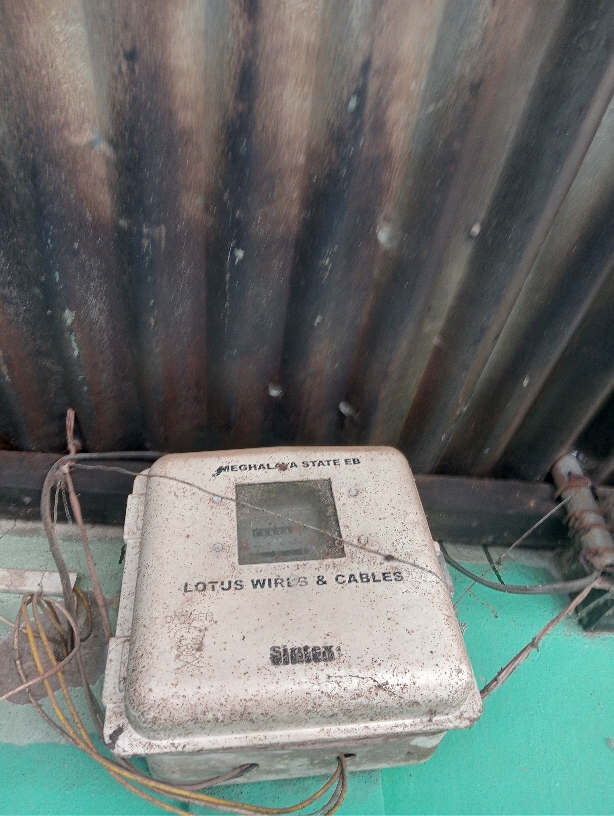 MEGHALAYA STATE EB
LOTUS WIRES & CABLES
Sintex